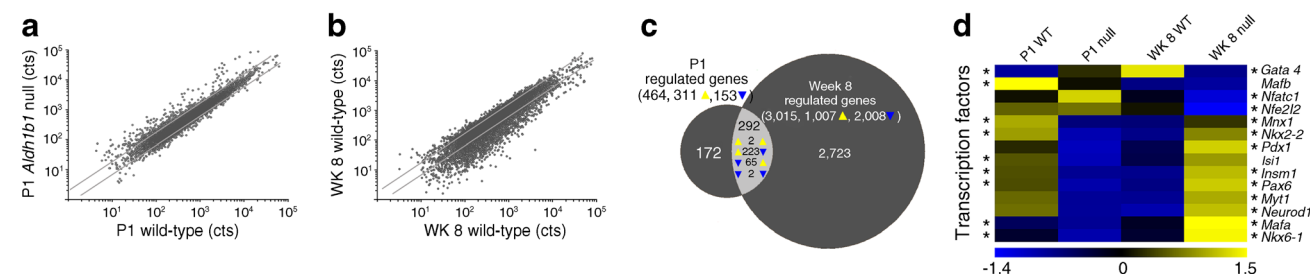 a
P1 Aldh1b1 null (cts)
10⁵
10⁴
10³
10²
10¹
10¹ 10² 10³ 10⁴ 10⁵
P1 wild-type (cts)
b
WK 8 wild-type (cts)
10⁵
10⁴
10³
10²
10¹
10¹ 10² 10³ 10⁴ 10⁵
WK 8 wild-type (cts)
c
P1
regulated genes
(464, 311▲,153▼)
Week 8
regulated genes
(3,015, 1,007▲, 2,008▼)
172
292
▲ 2 ▲
▲ 223 ▼
▼ 65 ▲
▼ 2 ▼
2,723
d
P1 WT
P1 null
WK 8 WT
WK 8 null
Transcription factors
* * Gata 4
* Mafb
* Nfatc1
* Nfe2l2
* * Mnx1
* * Nkx2-2
* Pdx1
* Isi1
* * Insm1
* * Pax6
* Myt1
* Neurod1
* * Mafa
* * Nkx6-1
-1.4 0 1.5